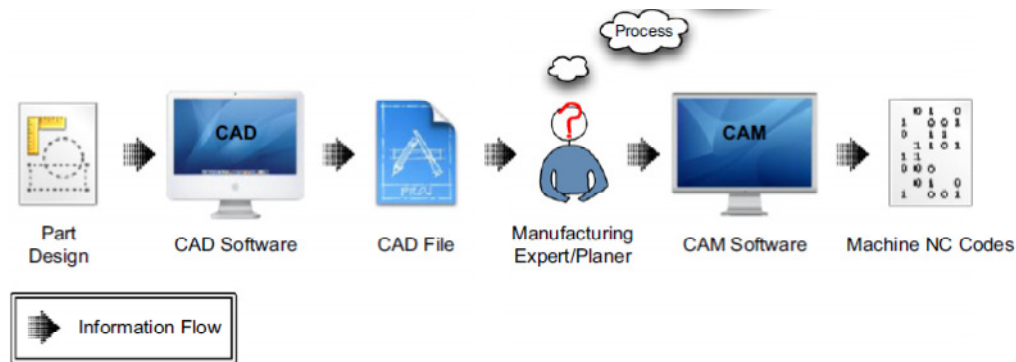 Process
CAD
CAM
Part
Design
CAD Software
CAD File
Manufacturing
Expert/Planer
CAM Software
Machine NC Codes
Information Flow